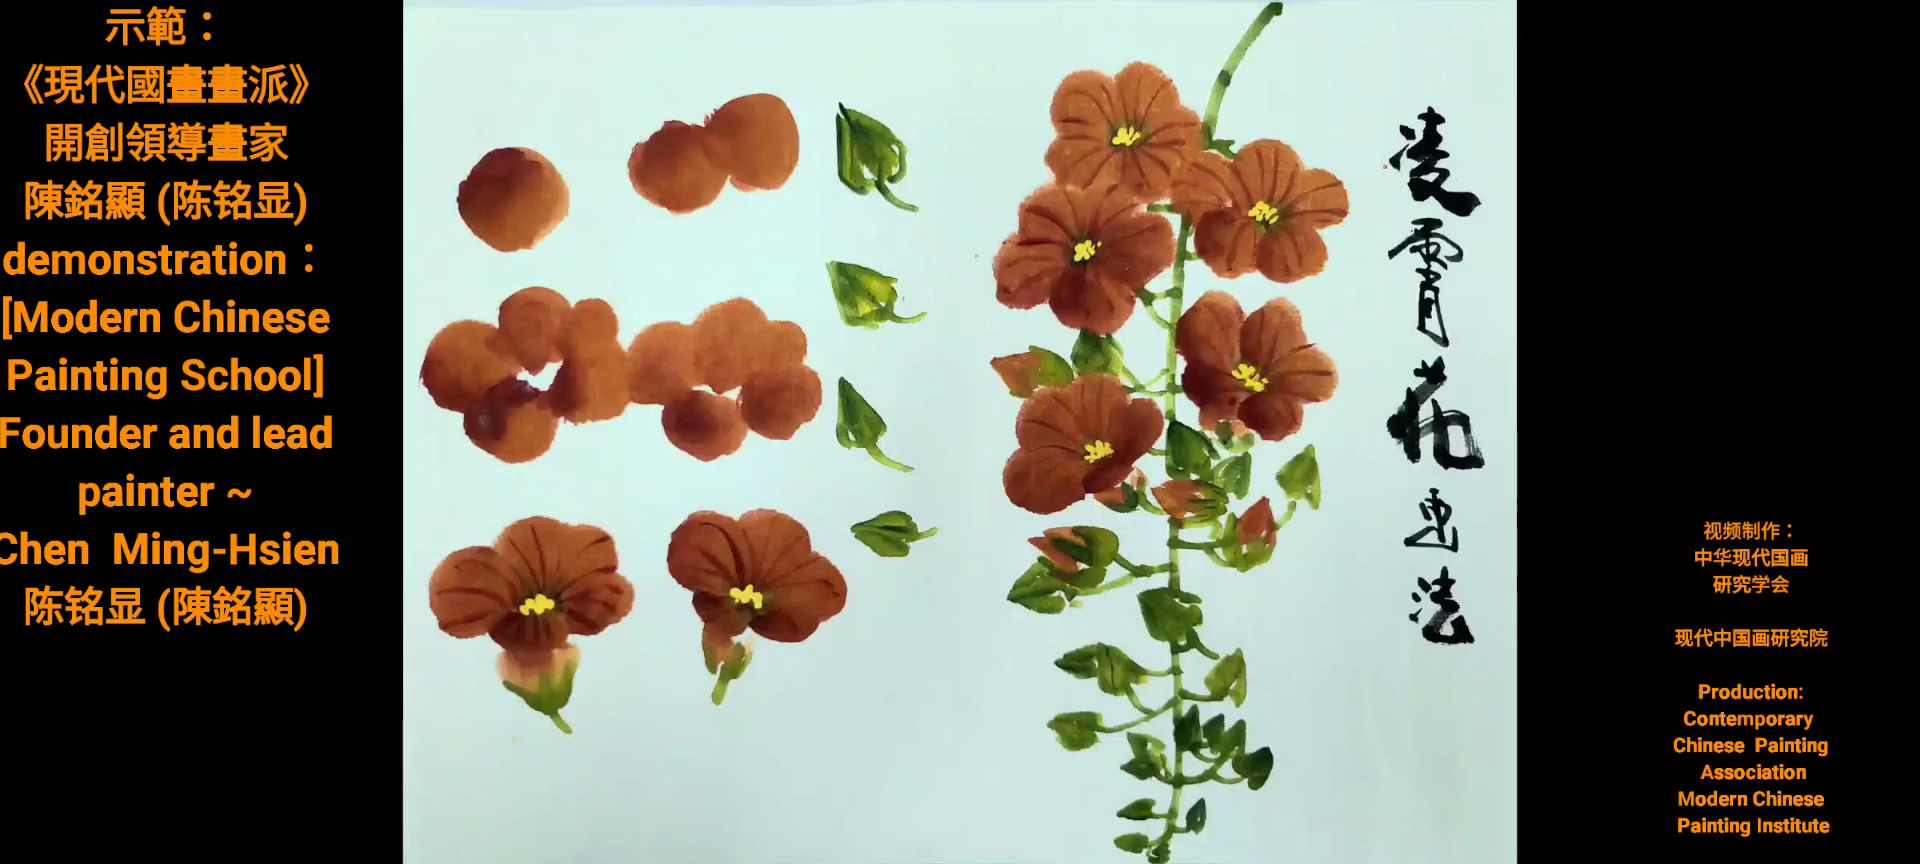 示範：
《現代國畫畫派》
開創領導畫家
陳銘顯 (陈铭显)
demonstration：
[Modern Chinese
Painting School]
Founder and lead
painter ~
Chen Ming-Hsien
陈铭显 (陳銘顯)
凌霄花画法
视频制作：
中华现代国画
研究学会
现代中国画研究院
Production:
Contemporary
Chinese Painting
Association
Modern Chinese
Painting Institute